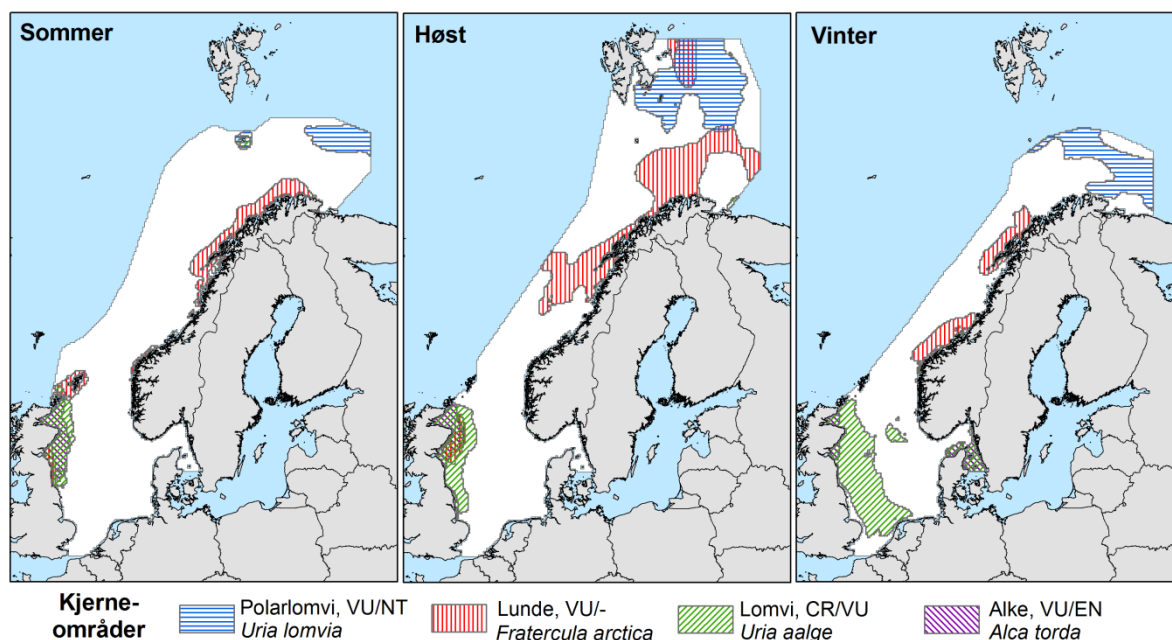 Sommer
Høst
Vinter
Kjerne-
områder
Polarlomvi, VU/NT
Uria lomvia
Lunde, VU/-
Fratercula arctica
Lomvi, CR/VU
Uria aalge
Alke, VU/EN
Alca torda